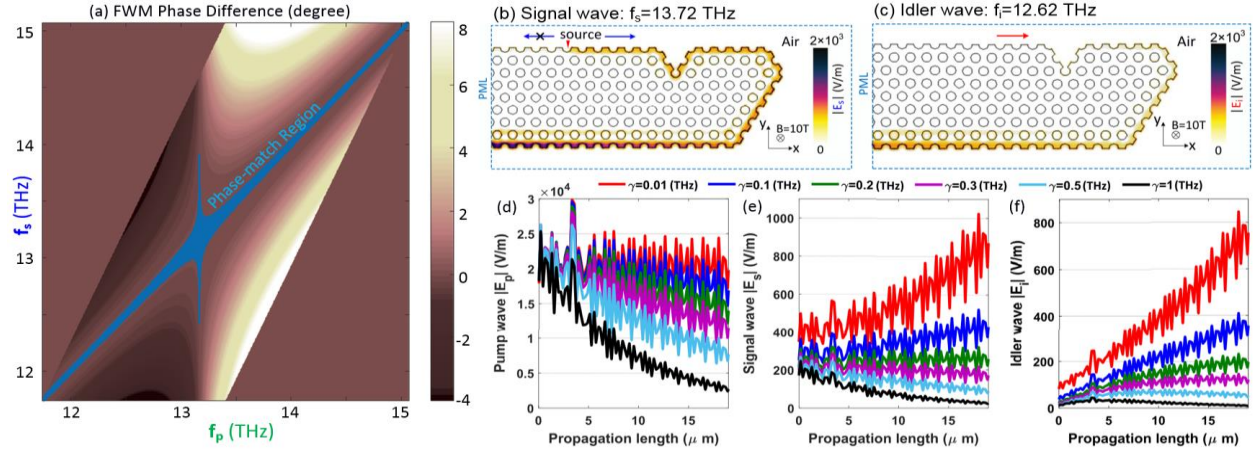 (a) FWM Phase Difference (degree)
15
14
13
12
12
13
14
15
f_s (THz)
f_p (THz)
Phase-match Region
8
6
4
2
0
-2
-4
(b) Signal wave: f_s=13.72 THz
source
Air
2×10³
|E_s| (V/m)
0
PML
y
x
B=10T
(c) Idler wave: f_i=12.62 THz
Air
2×10³
|E_i| (V/m)
0
PML
y
x
B=10T
γ=0.01 (THz) γ=0.1 (THz) γ=0.2 (THz) γ=0.3 (THz) γ=0.5 (THz) γ=1 (THz)
(d)
× 10⁴
3
2.5
2
1.5
1
0.5
0
0 5 10 15
Pump wave |E_p| (V/m)
Propagation length (μ m)
(e)
1000
800
600
400
200
0
0 5 10 15
Signal wave |E_s| (V/m)
Propagation length (μ m)
(f)
800
600
400
200
0
0 5 10 15
Idler wave |E_i| (V/m)
Propagation length (μ m)